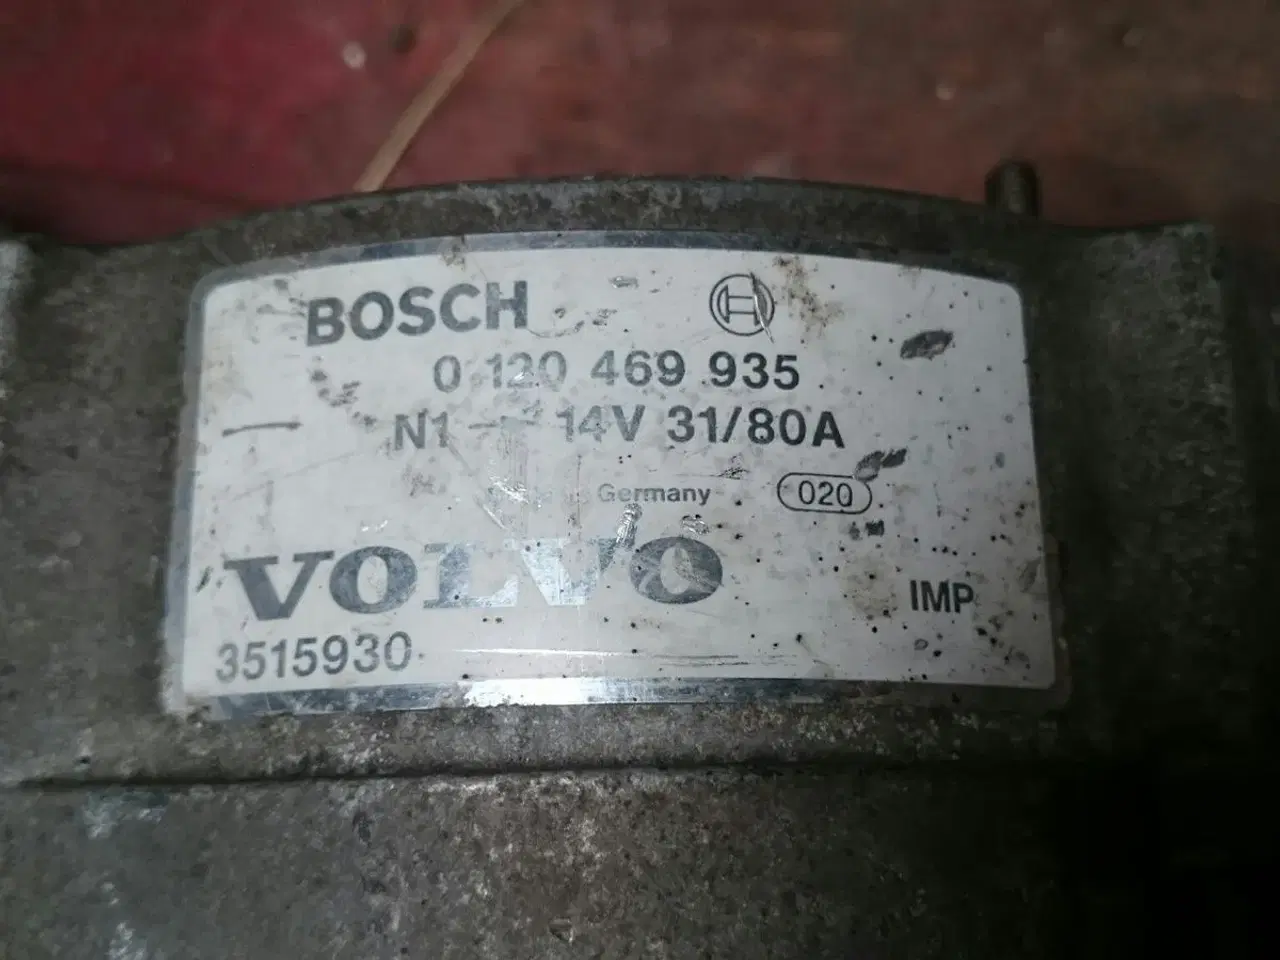 BOSCH
0 120 469 935
N1 14V 31/80A
Germany 020
VOLVO
IMP
3515930